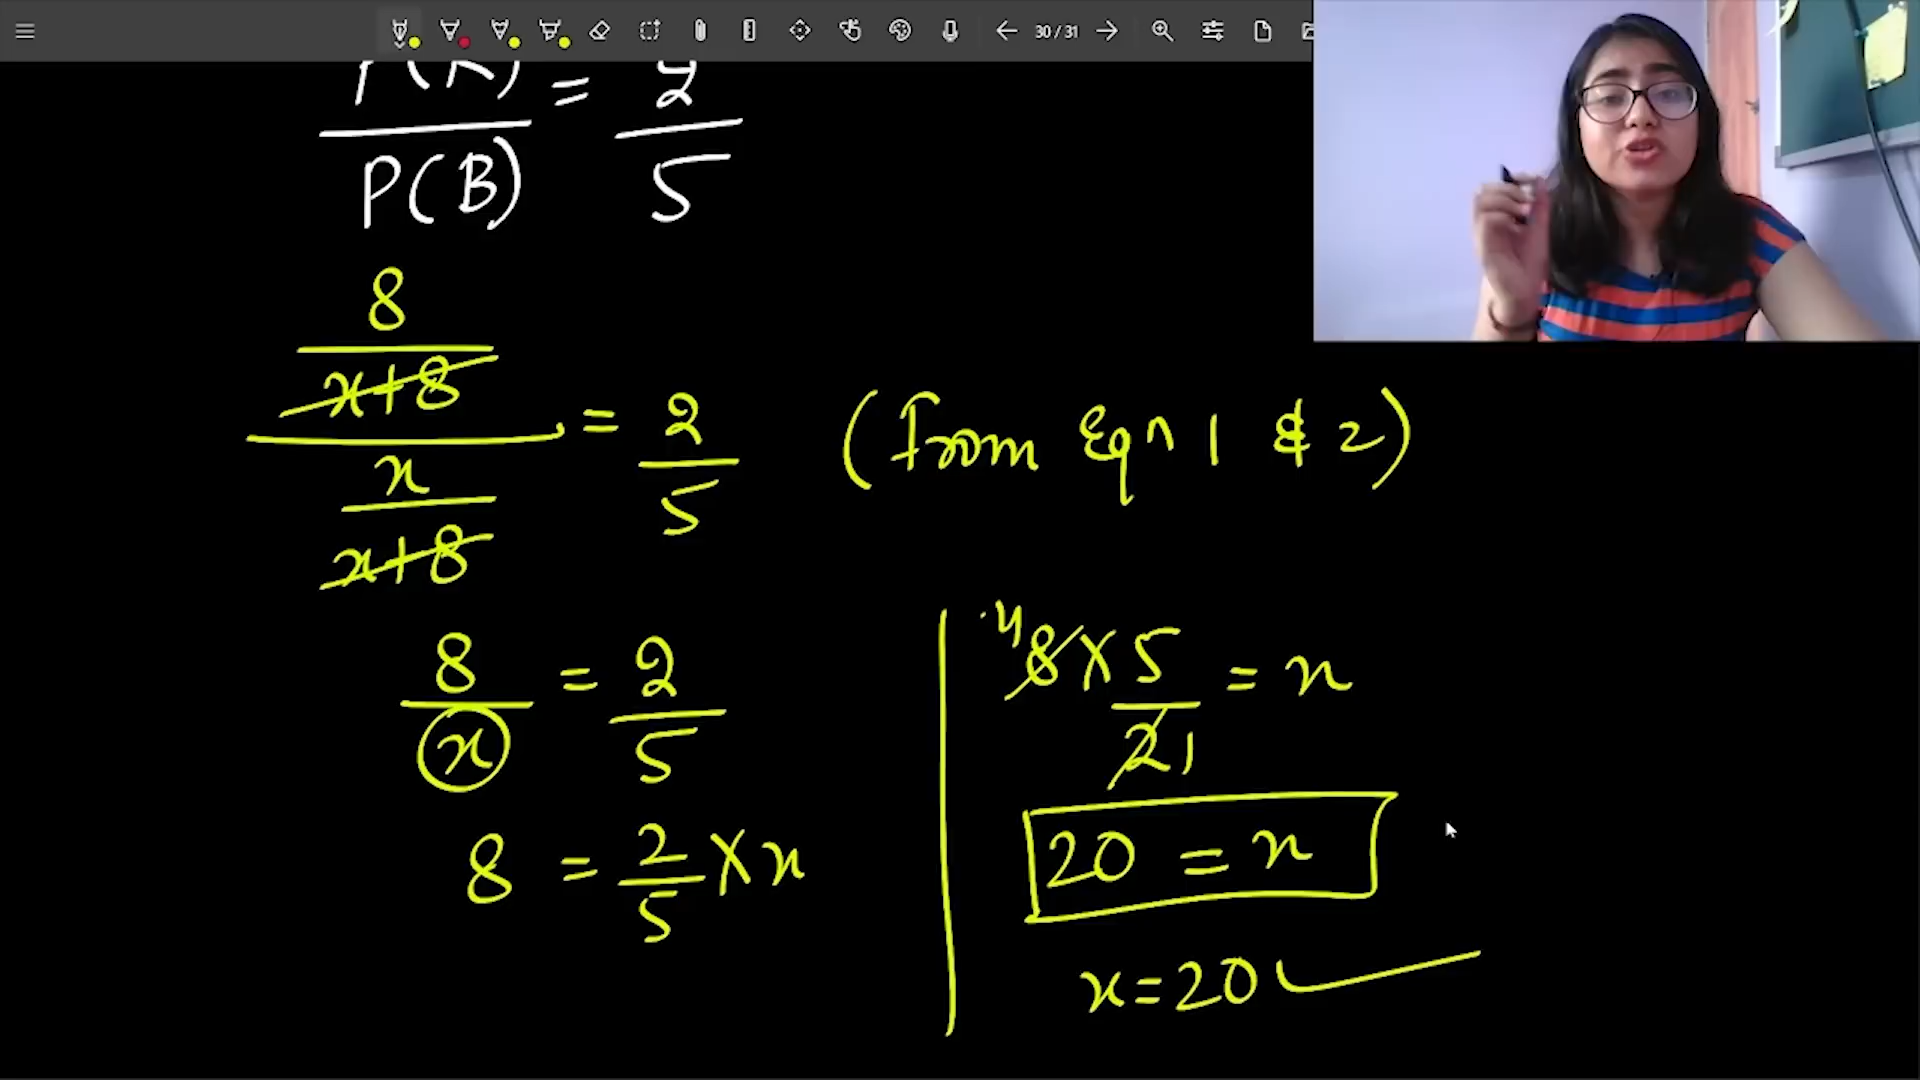 30 / 31
P(R) / P(B) = 2 / 5
8 / x+8 / x / x+8 = 2 / 5 (From Eqn 1 & 2)
8 / x = 2 / 5
8 = 2 / 5 X x
4 8 X 5 / 2 1 = x
20 = x
x = 20